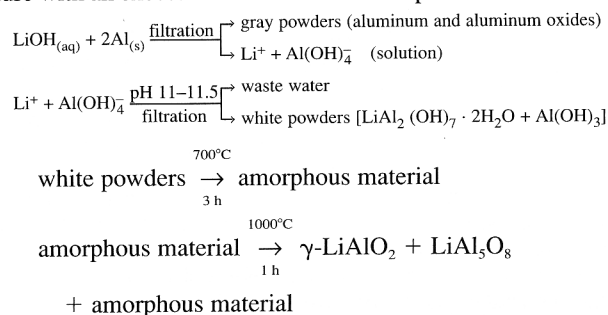 LiOH(aq) + 2Al(s) filtration → gray powders (aluminum and aluminum oxides)
→ Li⁺ + Al(OH)₄⁻ (solution)
Li⁺ + Al(OH)₄⁻ pH 11–11.5 → waste water
filtration → white powders [LiAl₂ (OH)₇ · 2H₂O + Al(OH)₃]
700°C
white powders → amorphous material
3 h
1000°C
amorphous material → γ-LiAlO₂ + LiAl₅O₈
1 h
+ amorphous material